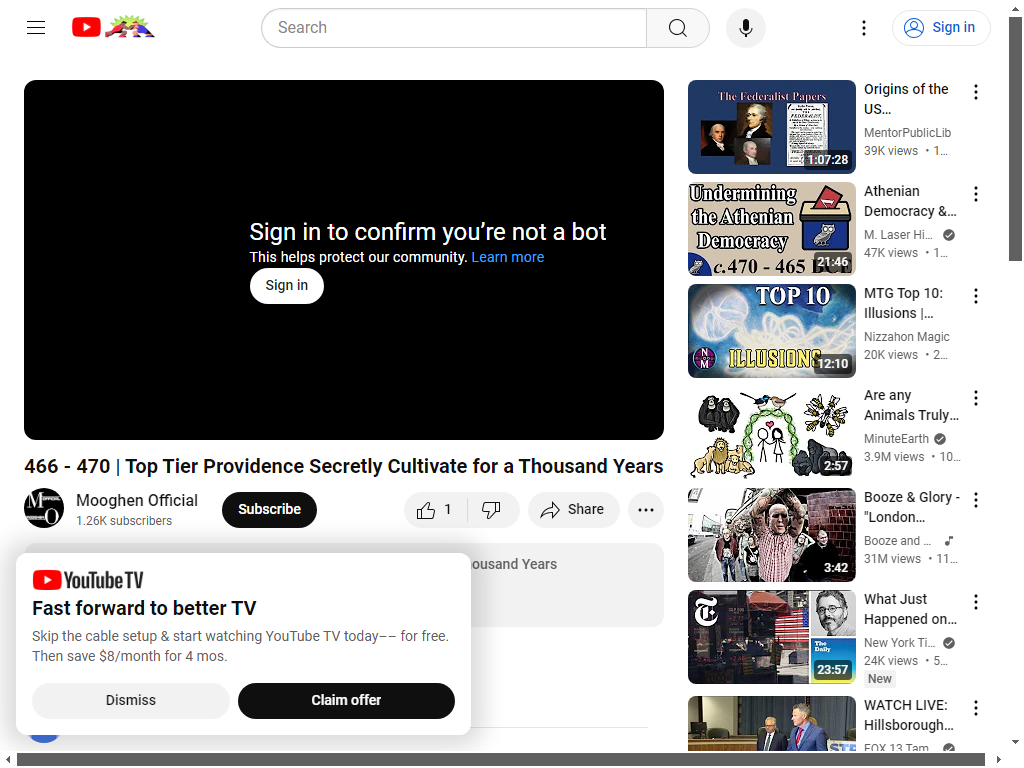 Search
Sign in
Sign in to confirm you're not a bot
This helps protect our community. Learn more
Sign in
466 - 470 | Top Tier Providence Secretly Cultivate for a Thousand Years
Mooghen Official
1.26K subscribers
Subscribe
1
Share
ousand Years
YouTube TV
Fast forward to better TV
Skip the cable setup & start watching YouTube TV today–– for free.
Then save $8/month for 4 mos.
Dismiss
Claim offer
The Federalist Papers
1:07:28
Origins of the
US…
MentorPublicLib
39K views • 1…
Undermining
the Athenian
Democracy
c.470 - 465 BCE
21:46
Athenian
Democracy &…
M. Laser Hi…
47K views • 1…
TOP 10
ILLUSIONS
12:10
MTG Top 10:
Illusions |…
Nizzahon Magic
20K views • 2…
2:57
Are any
Animals Truly…
MinuteEarth
3.9M views • 10…
3:42
Booze & Glory -
"London…
Booze and …
31M views • 11…
The
Daily
23:57
What Just
Happened on…
New York Ti…
24K views • 5…
New
WATCH LIVE:
Hillsborough…
FOX 13 Tam…